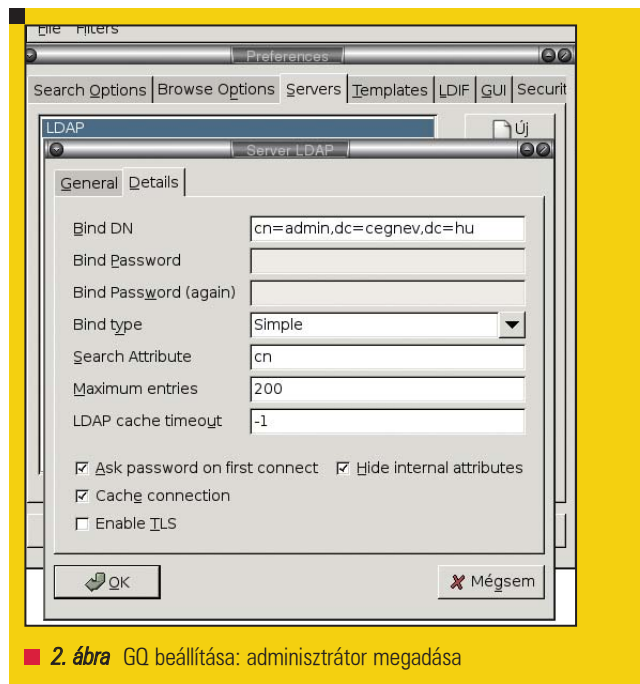 File Filters
Preferences
Search Options Browse Options Servers Templates LDIF GUI Securit
LDAP Új
Server LDAP
General Details
Bind DN cn=admin,dc=cegnev,dc=hu
Bind Password
Bind Password (again)
Bind type Simple
Search Attribute cn
Maximum entries 200
LDAP cache timeout -1
Ask password on first connect Hide internal attributes
Cache connection
Enable TLS
OK Mégsem
2. ábra GQ beállítása: adminisztrátor megadása